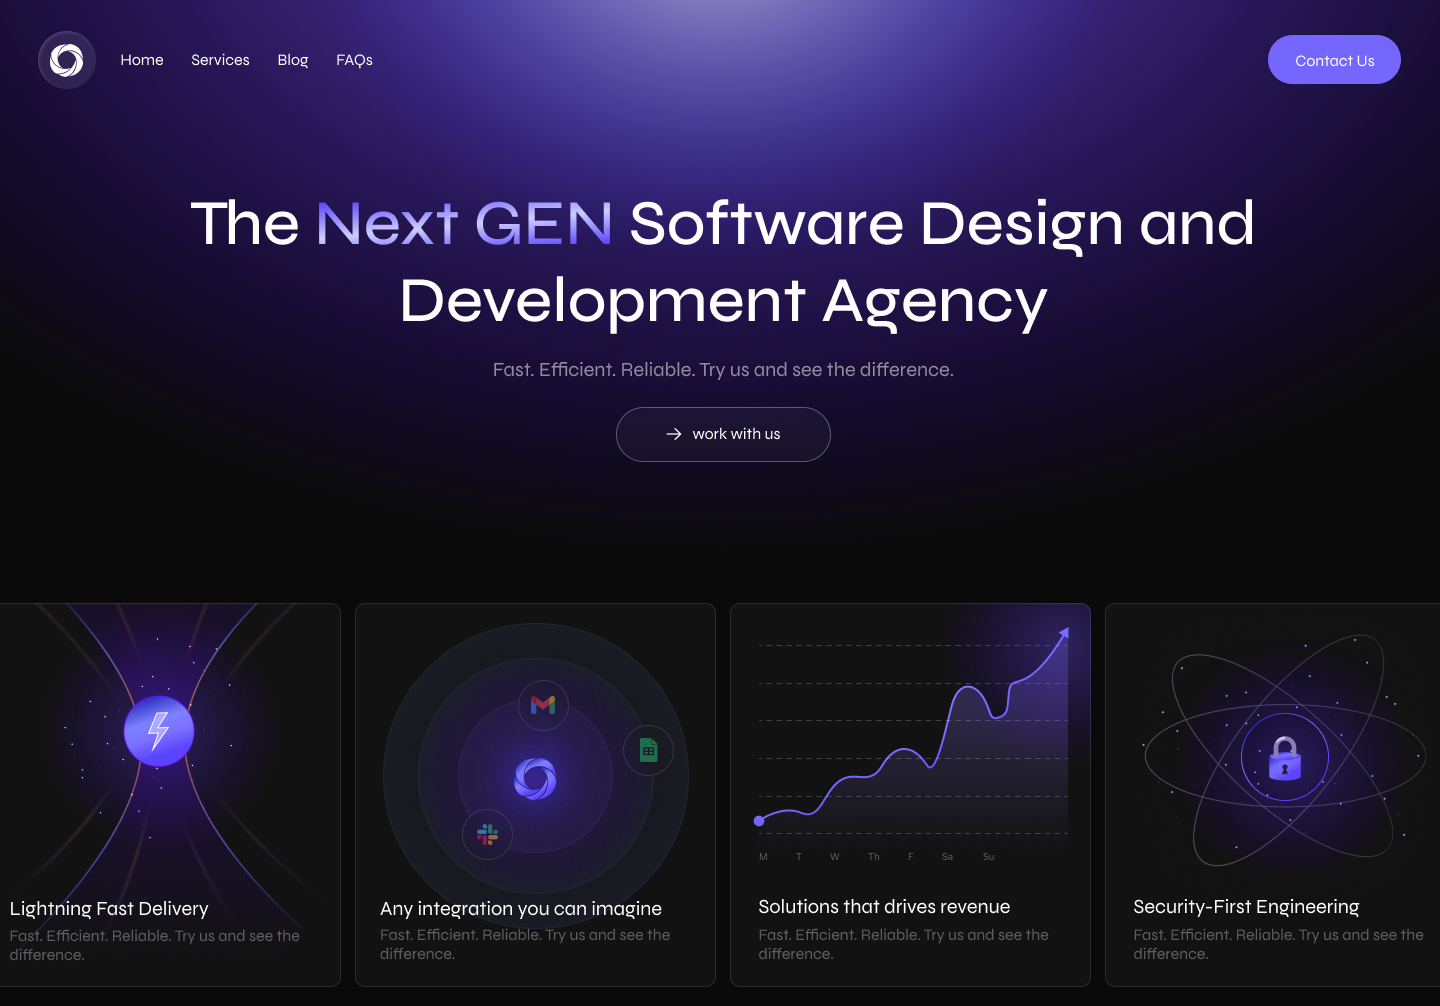 Home Services Blog FAQs
Contact Us
The Next GEN Software Design and
Development Agency
Fast. Efficient. Reliable. Try us and see the difference.
work with us
Lightning Fast Delivery
Fast. Efficient. Reliable. Try us and see the
difference.
Any integration you can imagine
Fast. Efficient. Reliable. Try us and see the
difference.
M T W Th F Sa Su
Solutions that drives revenue
Fast. Efficient. Reliable. Try us and see the
difference.
Security-First Engineering
Fast. Efficient. Reliable. Try us and see the
difference.